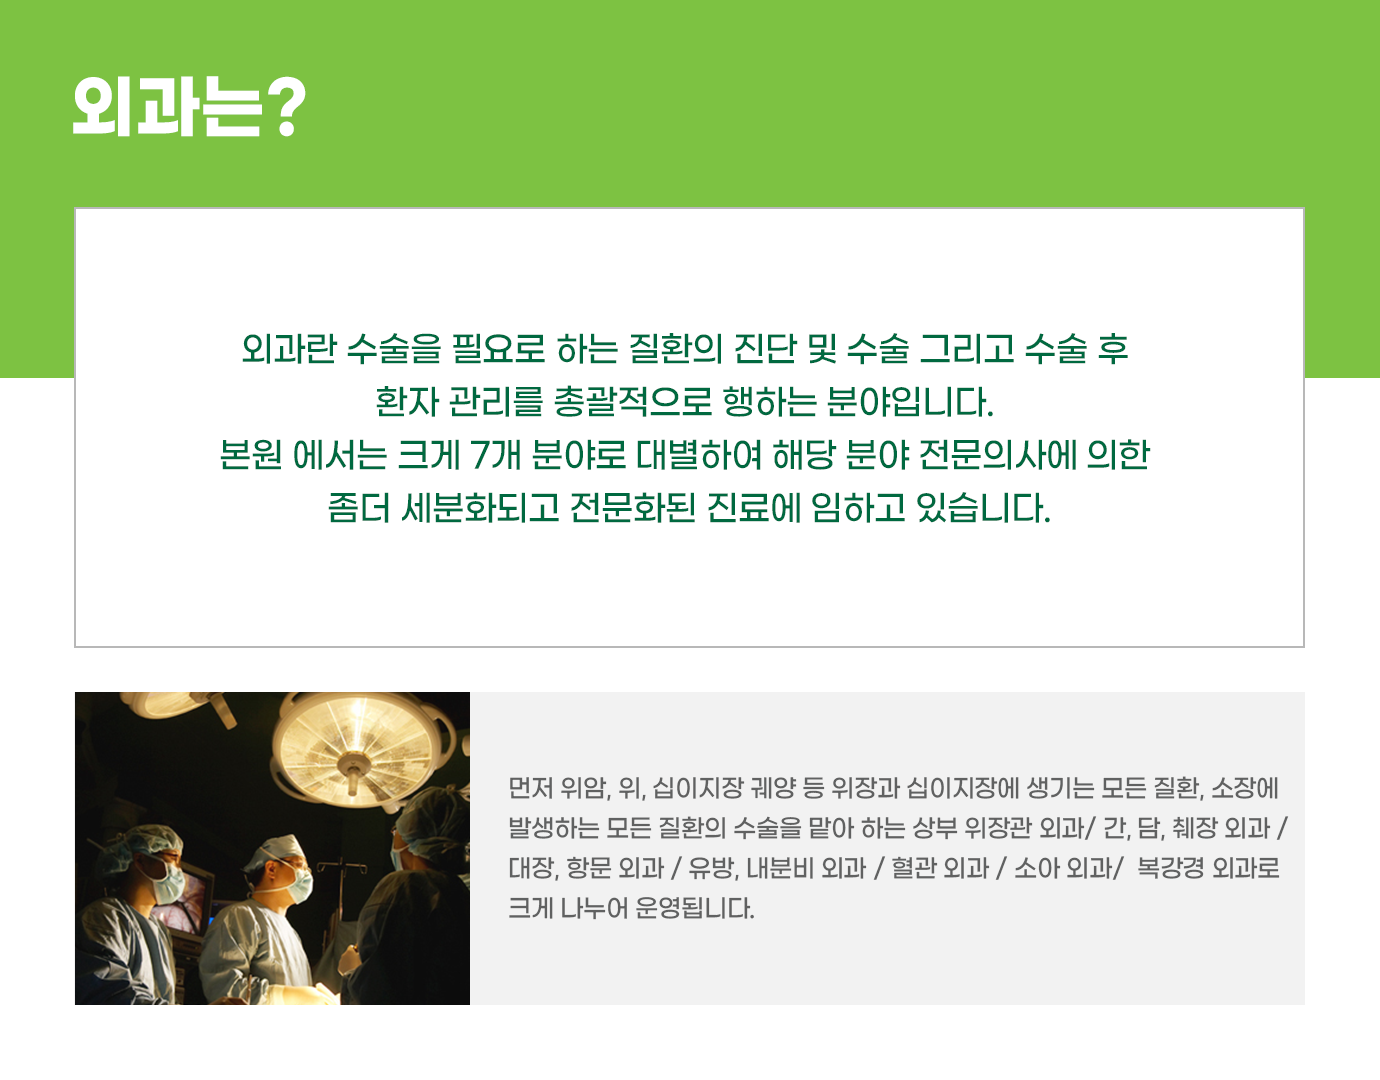 외과는?
외과란 수술을 필요로 하는 질환의 진단 및 수술 그리고 수술 후
환자 관리를 총괄적으로 행하는 분야입니다.
본원 에서는 크게 7개 분야로 대별하여 해당 분야 전문의사에 의한
좀더 세분화되고 전문화된 진료에 임하고 있습니다.
먼저 위암, 위, 십이지장 궤양 등 위장과 십이지장에 생기는 모든 질환, 소장에
발생하는 모든 질환의 수술을 맡아 하는 상부 위장관 외과/ 간, 담, 췌장 외과 /
대장, 항문 외과 / 유방, 내분비 외과 / 혈관 외과 / 소아 외과/ 복강경 외과로
크게 나누어 운영됩니다.